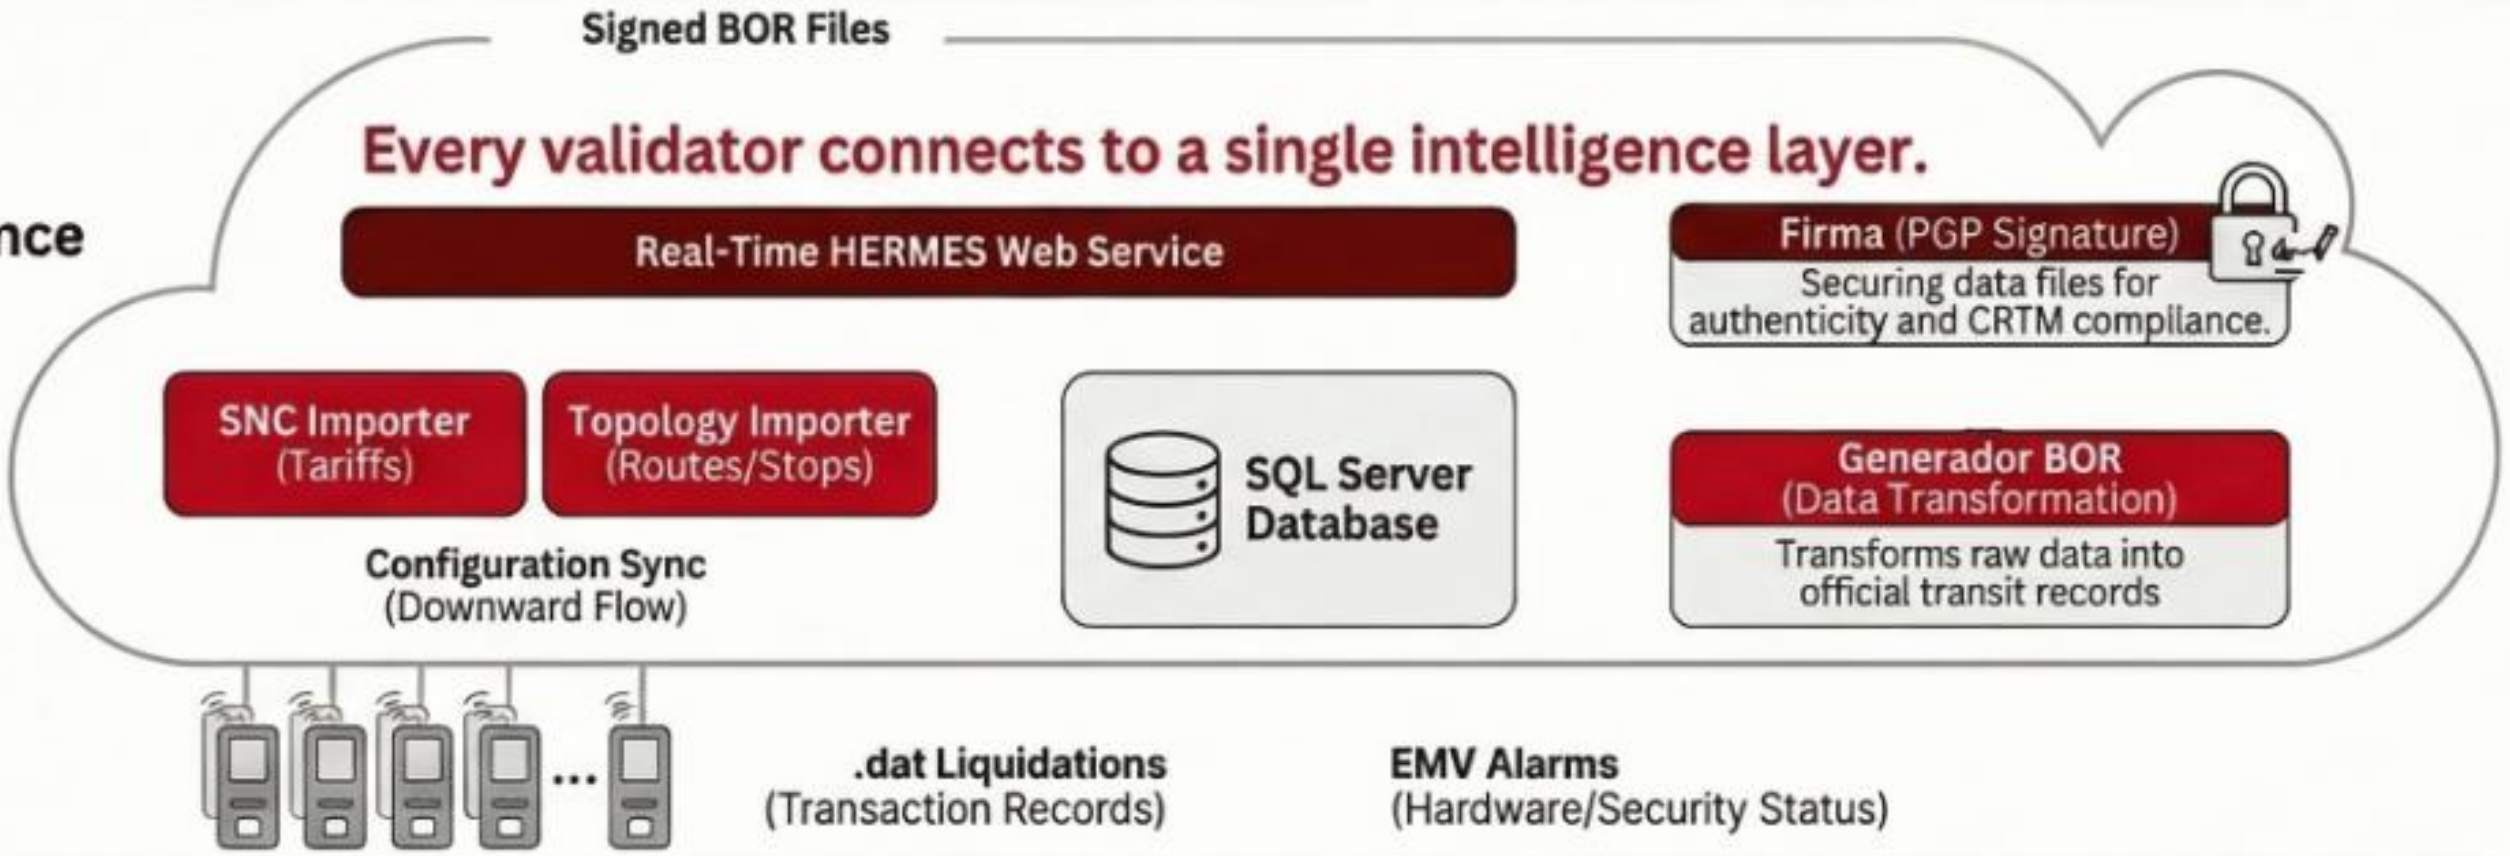 Signed BOR Files
Every validator connects to a single intelligence layer.
nce
Real-Time HERMES Web Service
Firma (PGP Signature)
Securing data files for
authenticity and CRTM compliance.
SNC Importer
(Tariffs)
Topology Importer
(Routes/Stops)
Configuration Sync
(Downward Flow)
SQL Server
Database
Generador BOR
(Data Transformation)
Transforms raw data into
official transit records
...
.dat Liquidations
(Transaction Records)
EMV Alarms
(Hardware/Security Status)